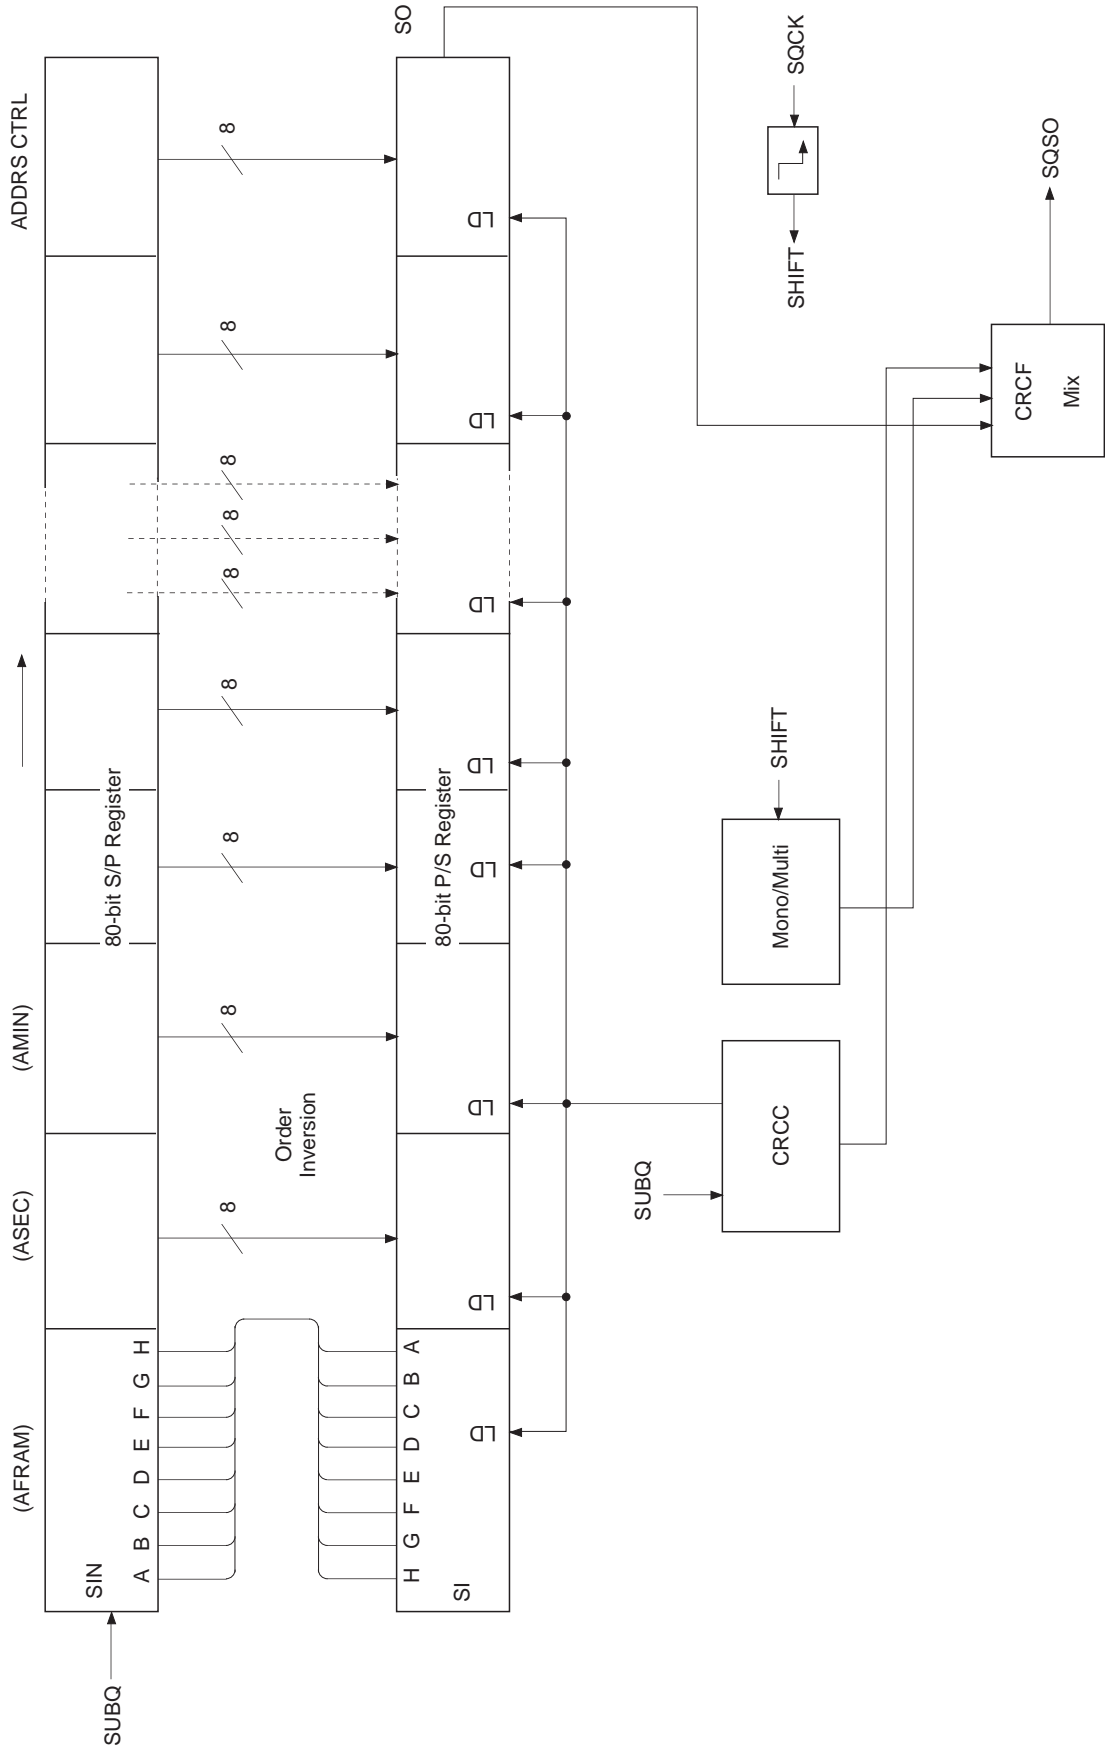 (AFRAM)
(ASEC)
(AMIN)
ADDRS CTRL
SUBQ
SIN
80-bit S/P Register
A B C D E F G H
8
8
8
8
8
8
8
8
8
Order
Inversion
H G F E D C B A
SI
80-bit P/S Register
SO
LD
LD
LD
LD
LD
LD
LD
LD
SUBQ
CRCC
Mono/Multi
SHIFT
SHIFT
SQCK
CRCF
Mix
SQSO